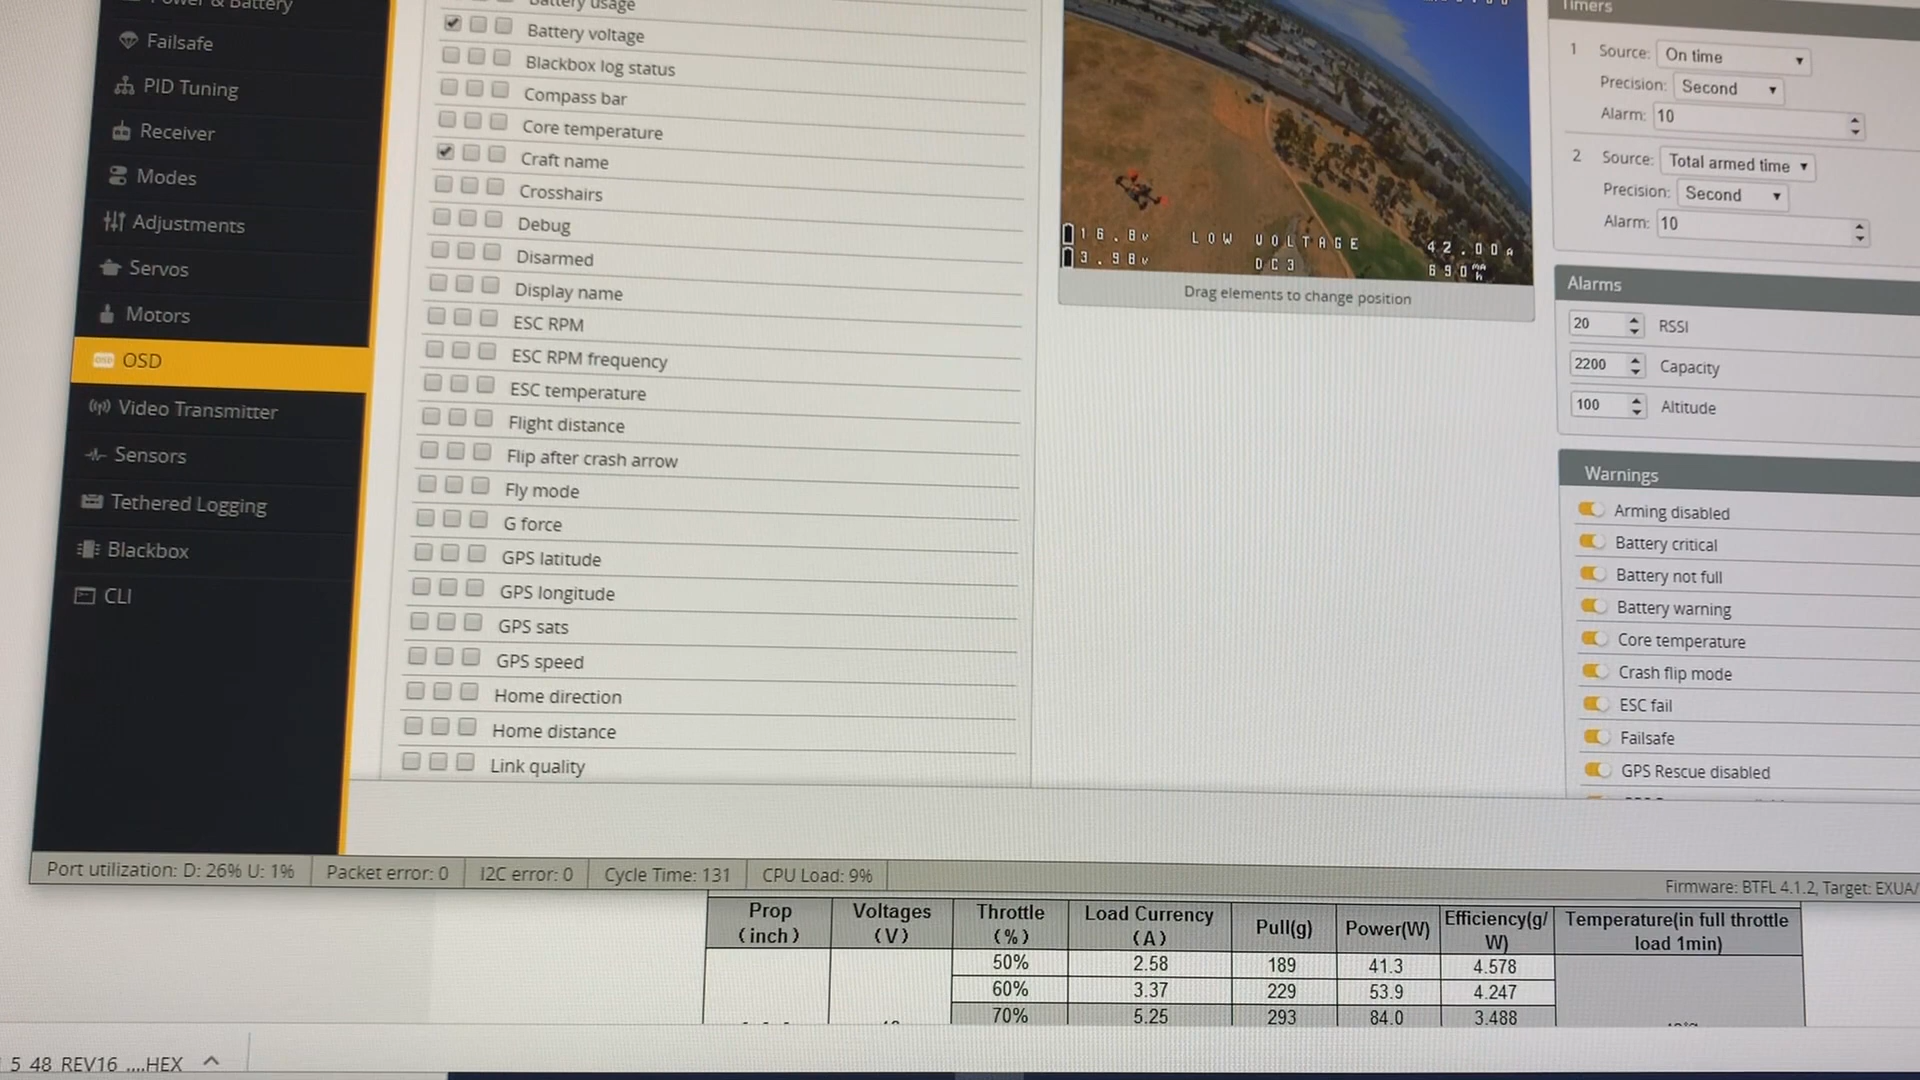 Power & Battery
Failsafe
PID Tuning
Receiver
Modes
Adjustments
Servos
Motors
OSD
Video Transmitter
Sensors
Tethered Logging
Blackbox
CLI
Battery usage
Battery voltage
Blackbox log status
Compass bar
Core temperature
Craft name
Crosshairs
Debug
Disarmed
Display name
ESC RPM
ESC RPM frequency
ESC temperature
Flight distance
Flip after crash arrow
Fly mode
G force
GPS latitude
GPS longitude
GPS sats
GPS speed
Home direction
Home distance
Link quality
16.8v LOW VOLTAGE 42.00A
3.98v DC3 690mAh
Drag elements to change position
Timers
1 Source: On time
Precision: Second
Alarm: 10
2 Source: Total armed time
Precision: Second
Alarm: 10
Alarms
20 RSSI
2200 Capacity
100 Altitude
Warnings
Arming disabled
Battery critical
Battery not full
Battery warning
Core temperature
Crash flip mode
ESC fail
Failsafe
GPS Rescue disabled
Port utilization: D: 26% U: 1% Packet error: 0 I2C error: 0 Cycle Time: 131 CPU Load: 9% Firmware: BTFL 4.1.2, Target: EXUA/
Prop (inch) Voltages (V) Throttle (%) Load Currency (A) Pull(g) Power(W) Efficiency(g/W) Temperature(in full throttle load 1min)
50% 2.58 189 41.3 4.578
60% 3.37 229 53.9 4.247
70% 5.25 293 84.0 3.488
5_48_REV16_....HEX